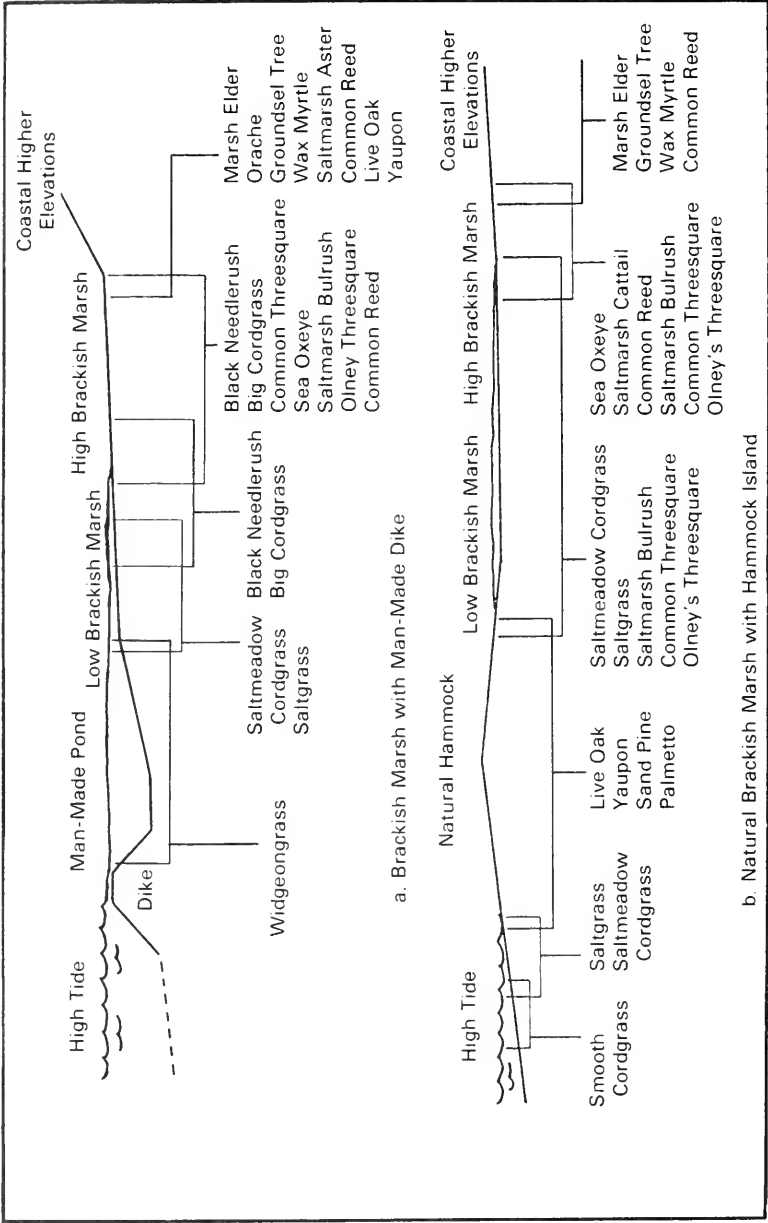 Coastal Higher
Elevations
High Tide
Man-Made Pond
Low Brackish Marsh
High Brackish Marsh
Dike
Widgeongrass
Saltmeadow
Cordgrass
Saltgrass
Black Needlerush
Big Cordgrass
Black Needlerush
Big Cordgrass
Common Threesquare
Sea Oxeye
Saltmarsh Bulrush
Olney Threesquare
Common Reed
Marsh Elder
Orache
Groundsel Tree
Wax Myrtle
Saltmarsh Aster
Common Reed
Live Oak
Yaupon
a. Brackish Marsh with Man-Made Dike
High Tide
Natural Hammock
Low Brackish Marsh
High Brackish Marsh
Coastal Higher
Elevations
Smooth
Cordgrass
Saltgrass
Saltmeadow
Cordgrass
Live Oak
Yaupon
Sand Pine
Palmetto
Saltmeadow Cordgrass
Saltgrass
Saltmarsh Bulrush
Common Threesquare
Olney's Threesquare
Sea Oxeye
Saltmarsh Cattail
Common Reed
Saltmarsh Bulrush
Common Threesquare
Olney's Threesquare
Marsh Elder
Groundsel Tree
Wax Myrtle
Common Reed
b. Natural Brackish Marsh with Hammock Island